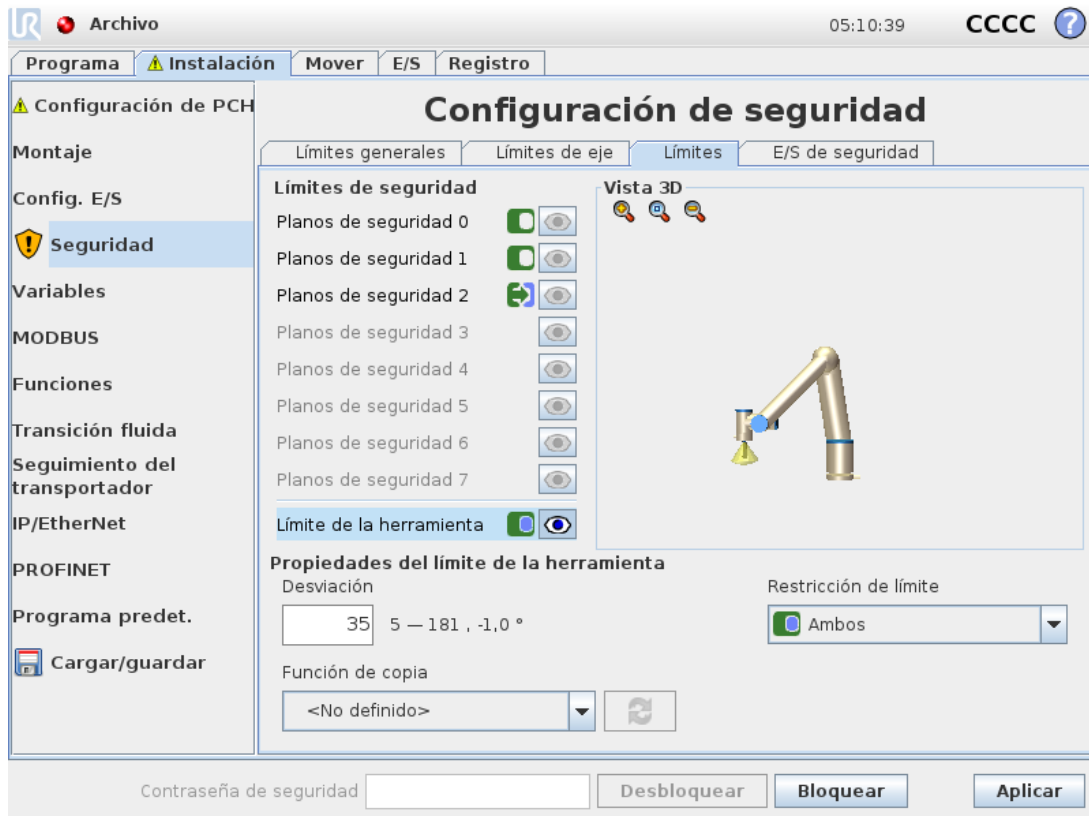 UR Archivo 05:10:39 CCCC ?
Programa Instalación Mover E/S Registro
Configuración de PCH
Montaje
Config. E/S
Seguridad
Variables
MODBUS
Funciones
Transición fluida
Seguimiento del
transportador
IP/EtherNet
PROFINET
Programa predet.
Cargar/guardar
Configuración de seguridad
Límites generales Límites de eje Límites E/S de seguridad
Límites de seguridad
Planos de seguridad 0
Planos de seguridad 1
Planos de seguridad 2
Planos de seguridad 3
Planos de seguridad 4
Planos de seguridad 5
Planos de seguridad 6
Planos de seguridad 7
Límite de la herramienta
Vista 3D
Propiedades del límite de la herramienta
Desviación
35 5 — 181 , -1,0 °
Restricción de límite
Ambos
Función de copia
<No definido>
Contraseña de seguridad Desbloquear Bloquear Aplicar